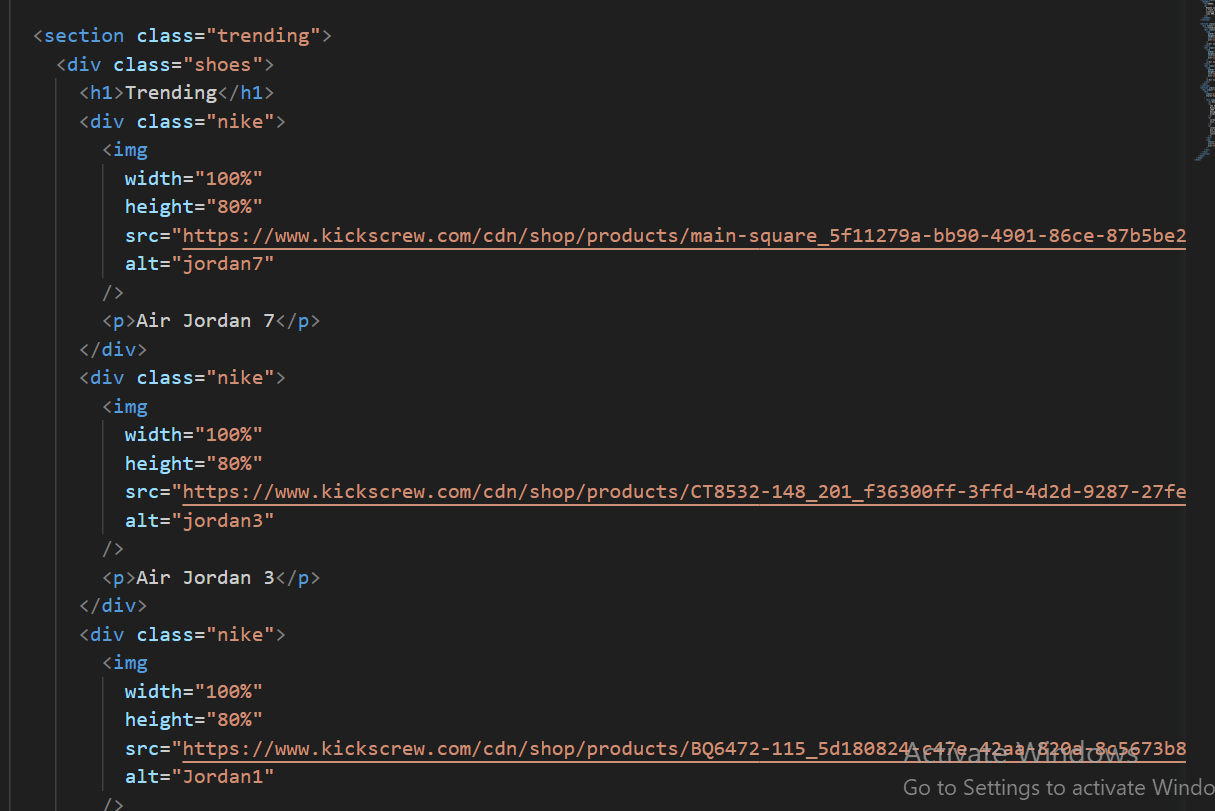 <section class="trending">
<div class="shoes">
<h1>Trending</h1>
<div class="nike">
<img
width="100%"
height="80%"
src="https://www.kickscrew.com/cdn/shop/products/main-square_5f11279a-bb90-4901-86ce-87b5be2
alt="jordan7"
/>
<p>Air Jordan 7</p>
</div>
<div class="nike">
<img
width="100%"
height="80%"
src="https://www.kickscrew.com/cdn/shop/products/CT8532-148_201_f36300ff-3ffd-4d2d-9287-27fe
alt="jordan3"
/>
<p>Air Jordan 3</p>
</div>
<div class="nike">
<img
width="100%"
height="80%"
src="https://www.kickscrew.com/cdn/shop/products/BQ6472-115_5d180824-c47e-42aa-820a-8c5673b8
alt="Jordan1"
/>
Activate Windows
Go to Settings to activate Windo